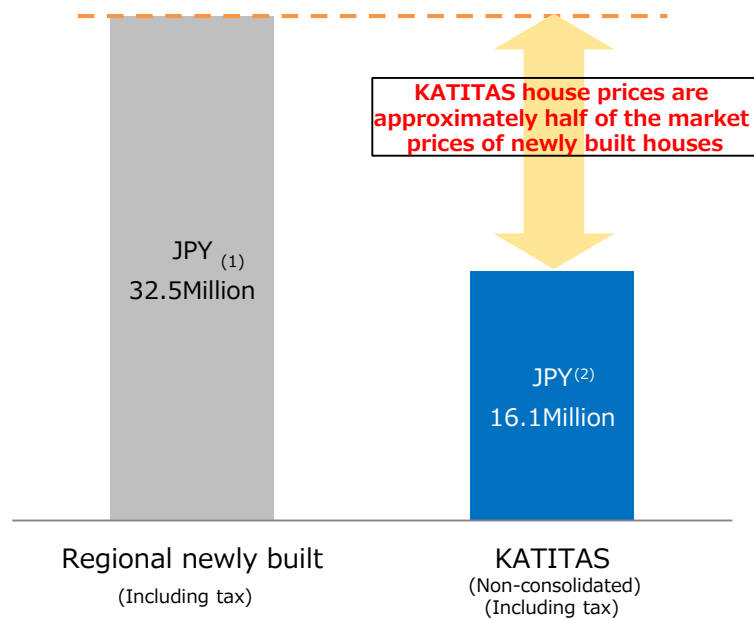 KATITAS house prices are
approximately half of the market
prices of newly built houses
JPY (1)
32.5Million
JPY(2)
16.1Million
Regional newly built
(Including tax)
KATITAS
(Non-consolidated)
(Including tax)